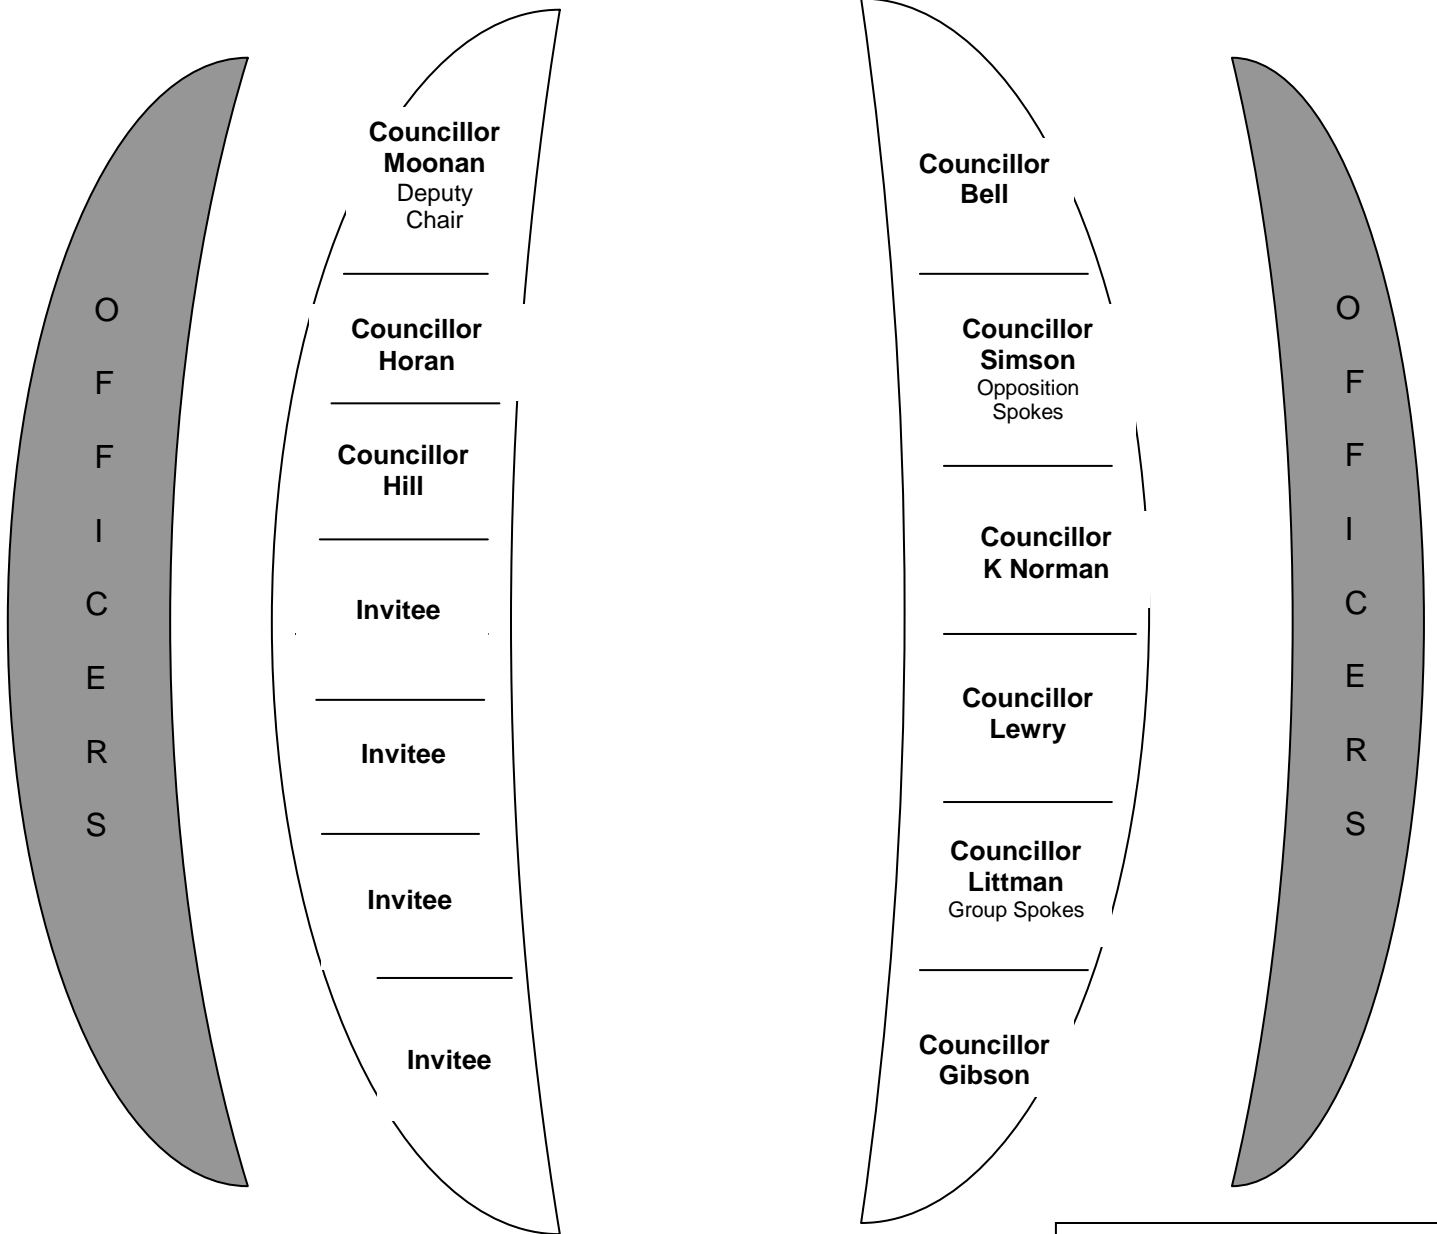 O
F
F
I
C
E
R
S
Councillor
Moonan
Deputy
Chair
Councillor
Horan
Councillor
Hill
Invitee
Invitee
Invitee
Invitee
Councillor
Bell
Councillor
Simson
Opposition
Spokes
Councillor
K Norman
Councillor
Lewry
Councillor
Littman
Group Spokes
Councillor
Gibson
O
F
F
I
C
E
R
S